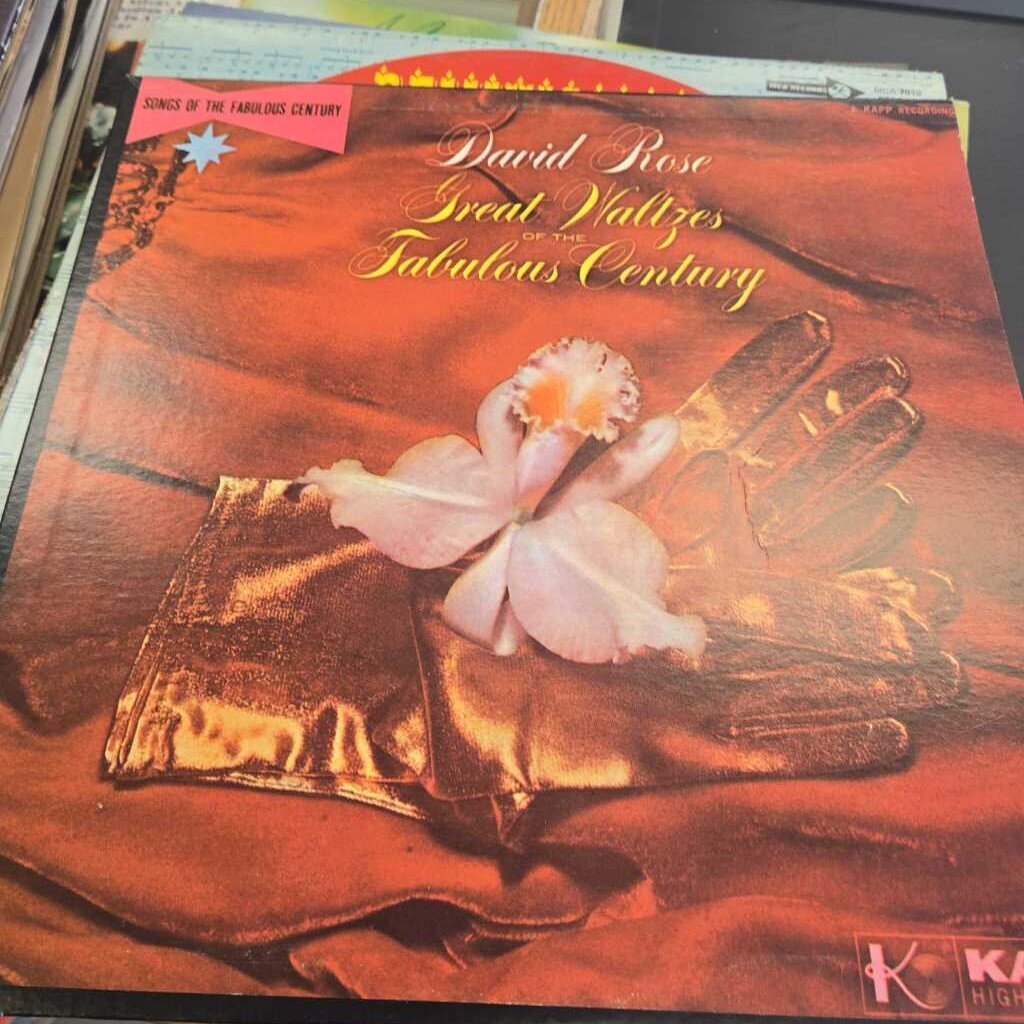 SONGS OF THE FABULOUS CENTURY
A KAPP RECORDING
David Rose
Great Waltzes
OF THE
Fabulous Century
K
KA
HIGH